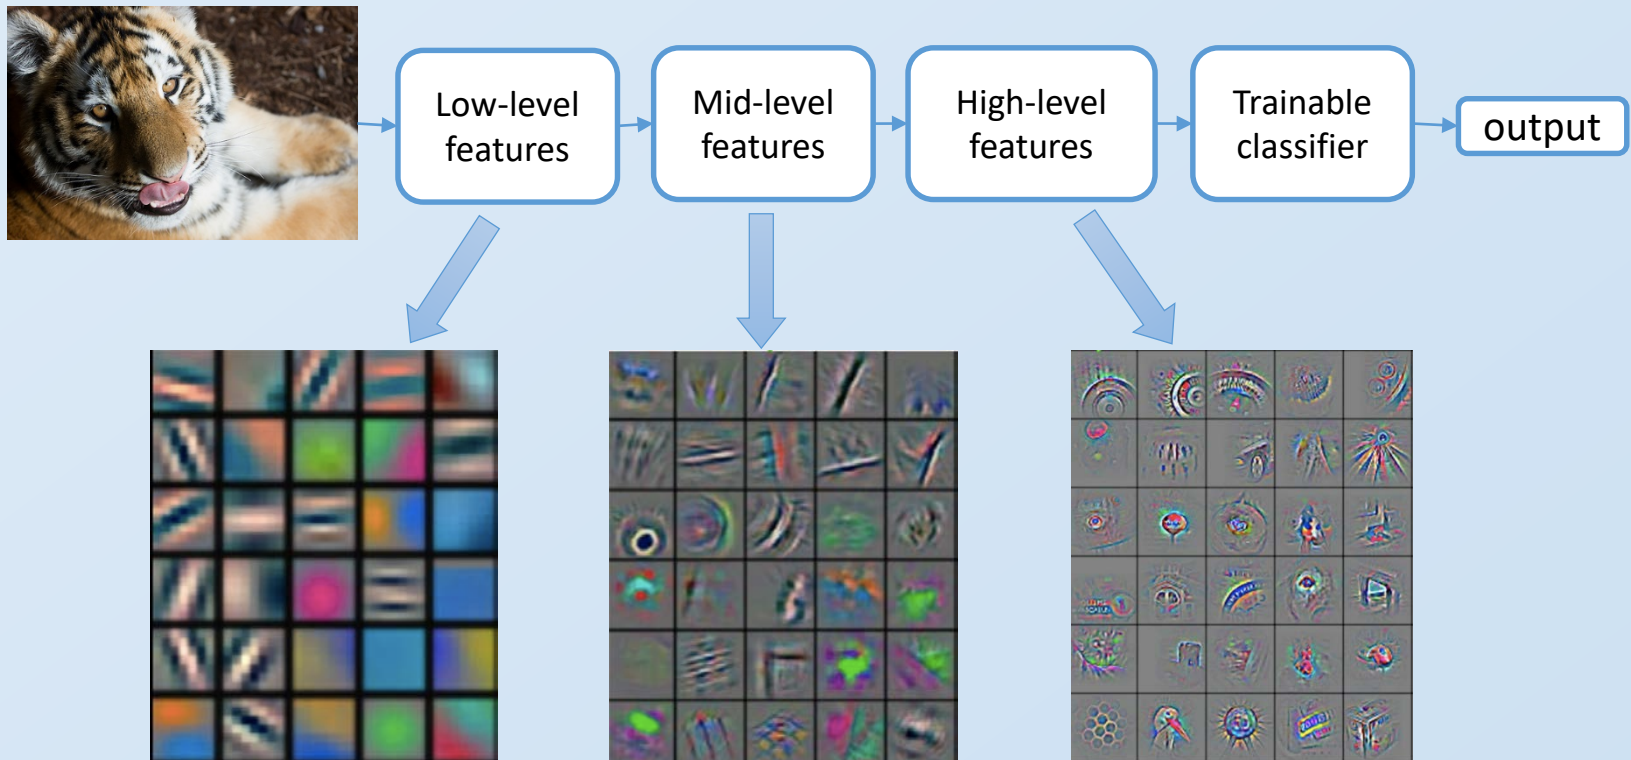 Low-level
features
Mid-level
features
High-level
features
Trainable
classifier
output